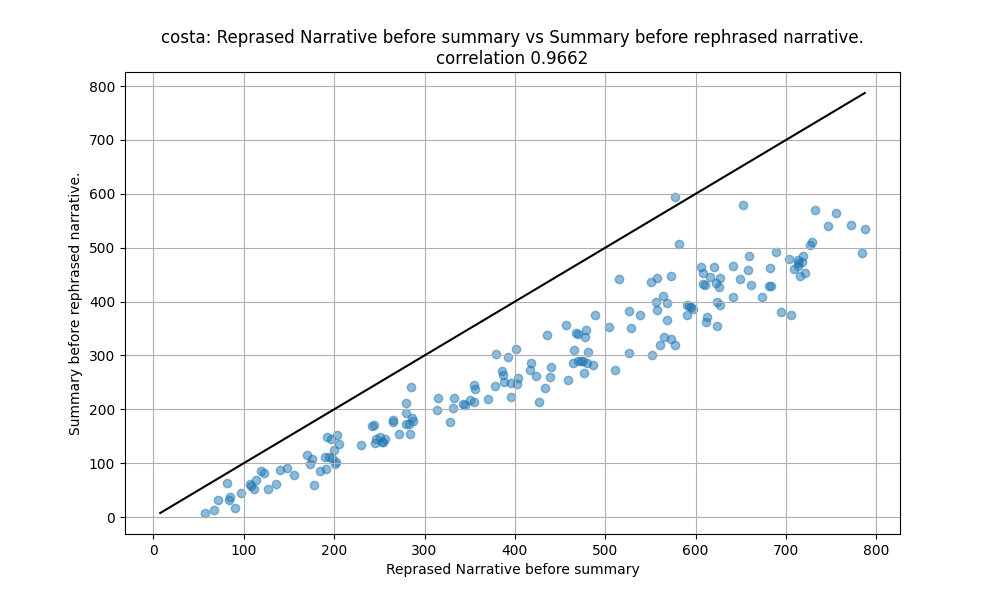 costa: Reprased Narrative before summary vs Summary before rephrased narrative.
correlation 0.9662
800
700
600
500
400
300
200
100
0
Summary before rephrased narrative.
0 100 200 300 400 500 600 700 800
Reprased Narrative before summary